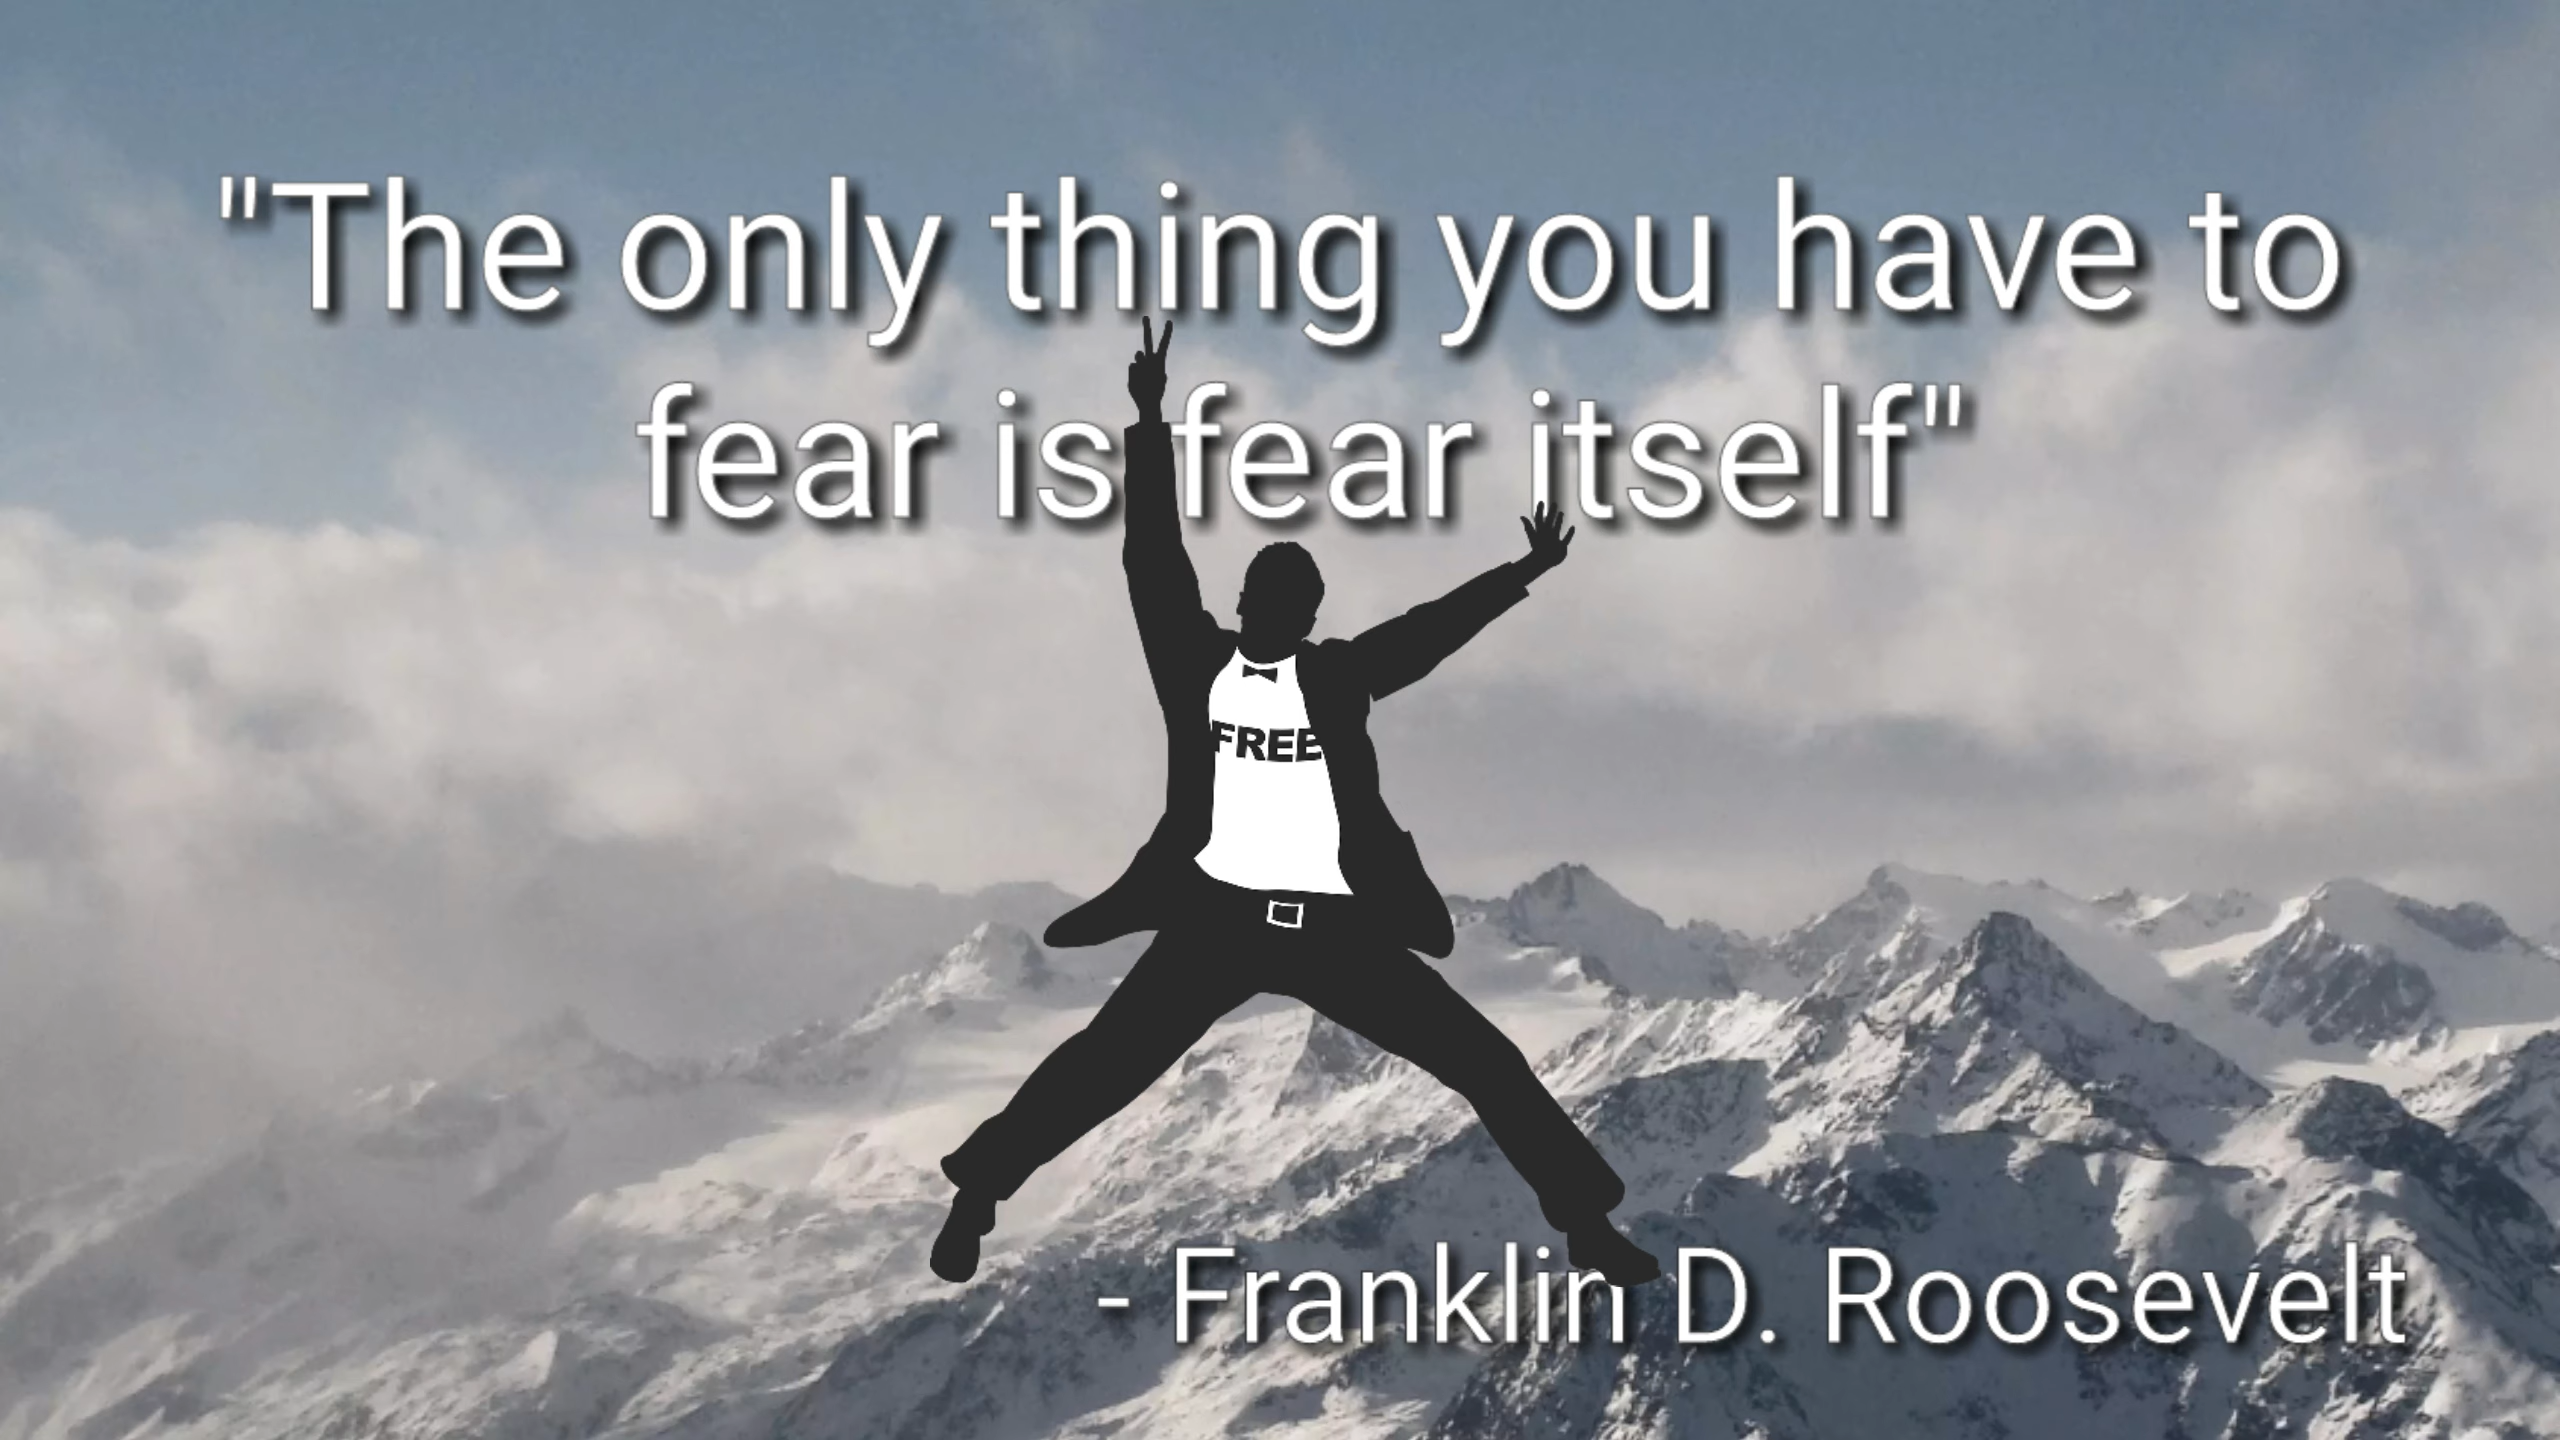 "The only thing you have to
fear is fear itself"
FREE
- Franklin D. Roosevelt